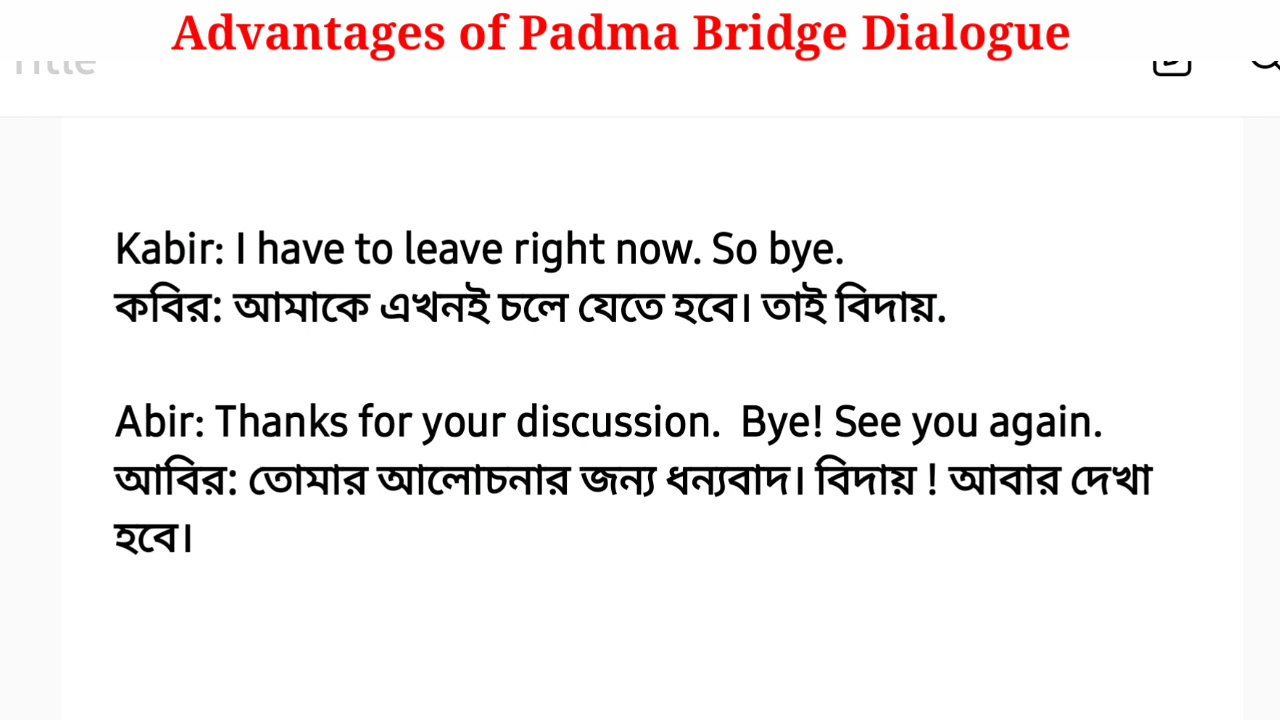 Advantages of Padma Bridge Dialogue
Title
Kabir: I have to leave right now. So bye.
কবির: আমাকে এখনই চলে যেতে হবে। তাই বিদায়.
Abir: Thanks for your discussion.  Bye! See you again.
আবির: তোমার আলোচনার জন্য ধন্যবাদ। বিদায় ! আবার দেখা
হবে।